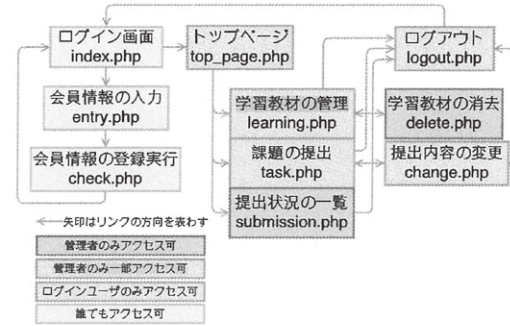 ログイン画面
index.php
トップページ
top_page.php
ログアウト
logout.php
会員情報の入力
entry.php
学習教材の管理
learning.php
学習教材の消去
delete.php
会員情報の登録実行
check.php
課題の提出
task.php
提出内容の変更
change.php
提出状況の一覧
submission.php
矢印はリンクの方向を表わす
管理者のみアクセス可
管理者のみ一部アクセス可
ログインユーザのみアクセス可
誰でもアクセス可